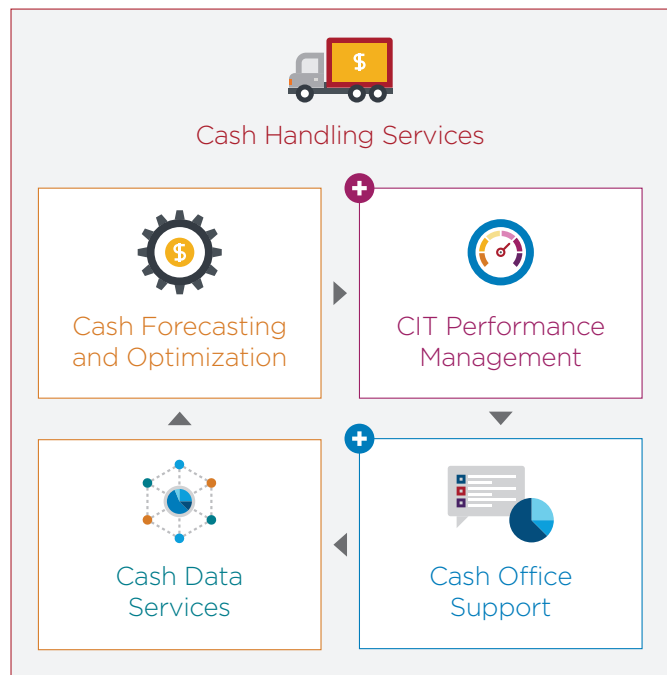 $
Cash Handling Services
$
Cash Forecasting
and Optimization
CIT Performance
Management
Cash Data
Services
Cash Office
Support